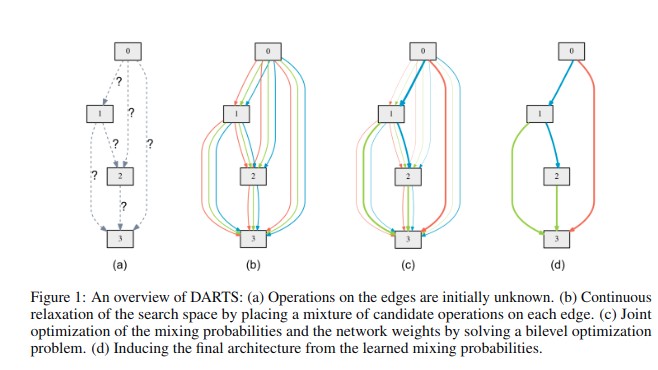 0
?
1
?
?
?
?
2
?
3
(a)
0
1
2
3
(b)
0
1
2
3
(c)
0
1
2
3
(d)
Figure 1: An overview of DARTS: (a) Operations on the edges are initially unknown. (b) Continuous
relaxation of the search space by placing a mixture of candidate operations on each edge. (c) Joint
optimization of the mixing probabilities and the network weights by solving a bilevel optimization
problem. (d) Inducing the final architecture from the learned mixing probabilities.